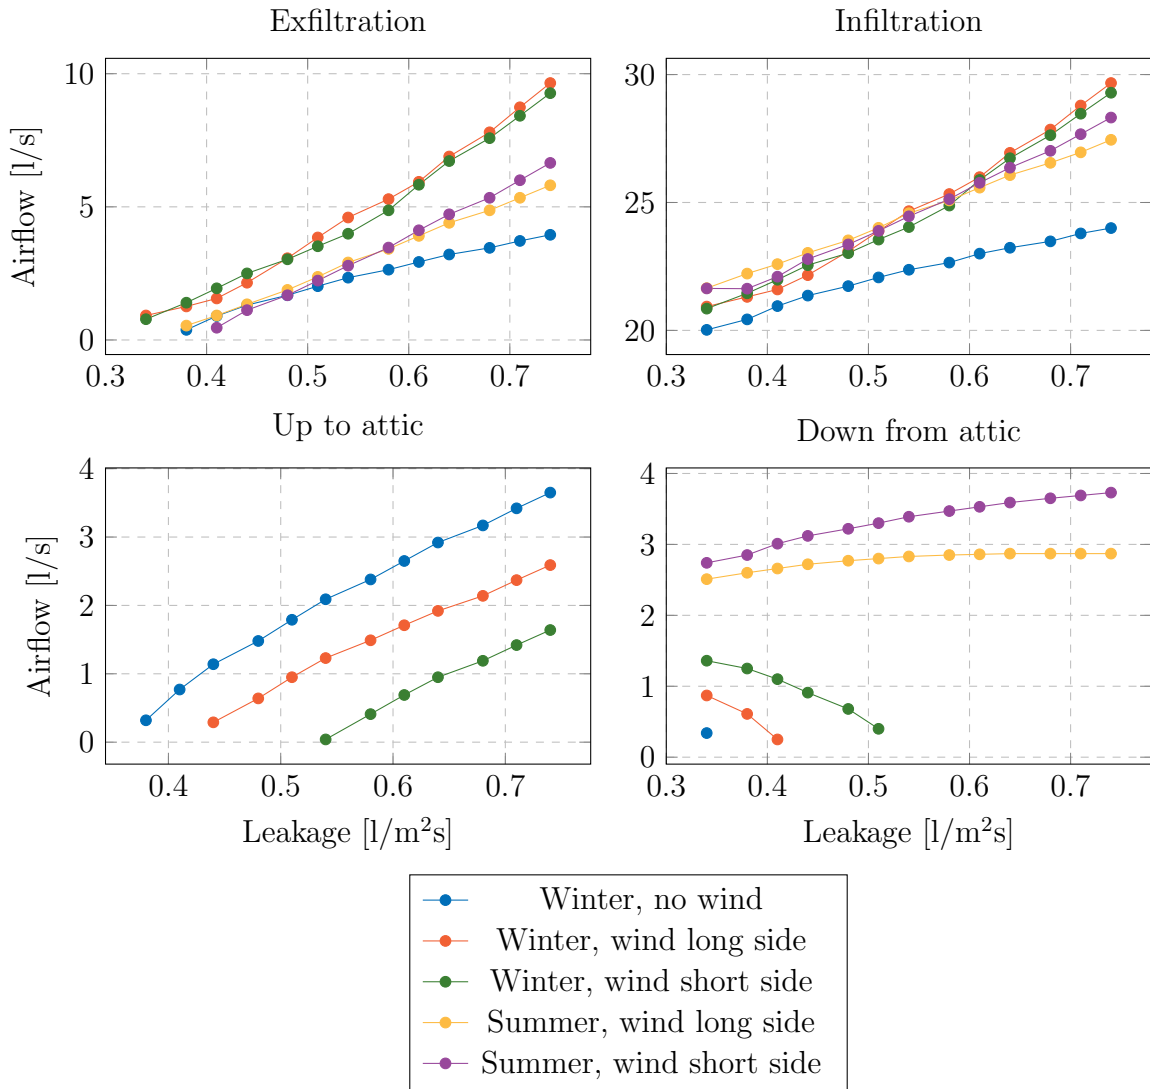 Exfiltration
Infiltration
Airflow [l/s]
10
5
0
0.3 0.4 0.5 0.6 0.7
30
25
20
0.3 0.4 0.5 0.6 0.7
Up to attic
Down from attic
Airflow [l/s]
4
3
2
1
0
0.4 0.5 0.6 0.7
Leakage [l/m²s]
4
3
2
1
0
0.3 0.4 0.5 0.6 0.7
Leakage [l/m²s]
Winter, no wind
Winter, wind long side
Winter, wind short side
Summer, wind long side
Summer, wind short side